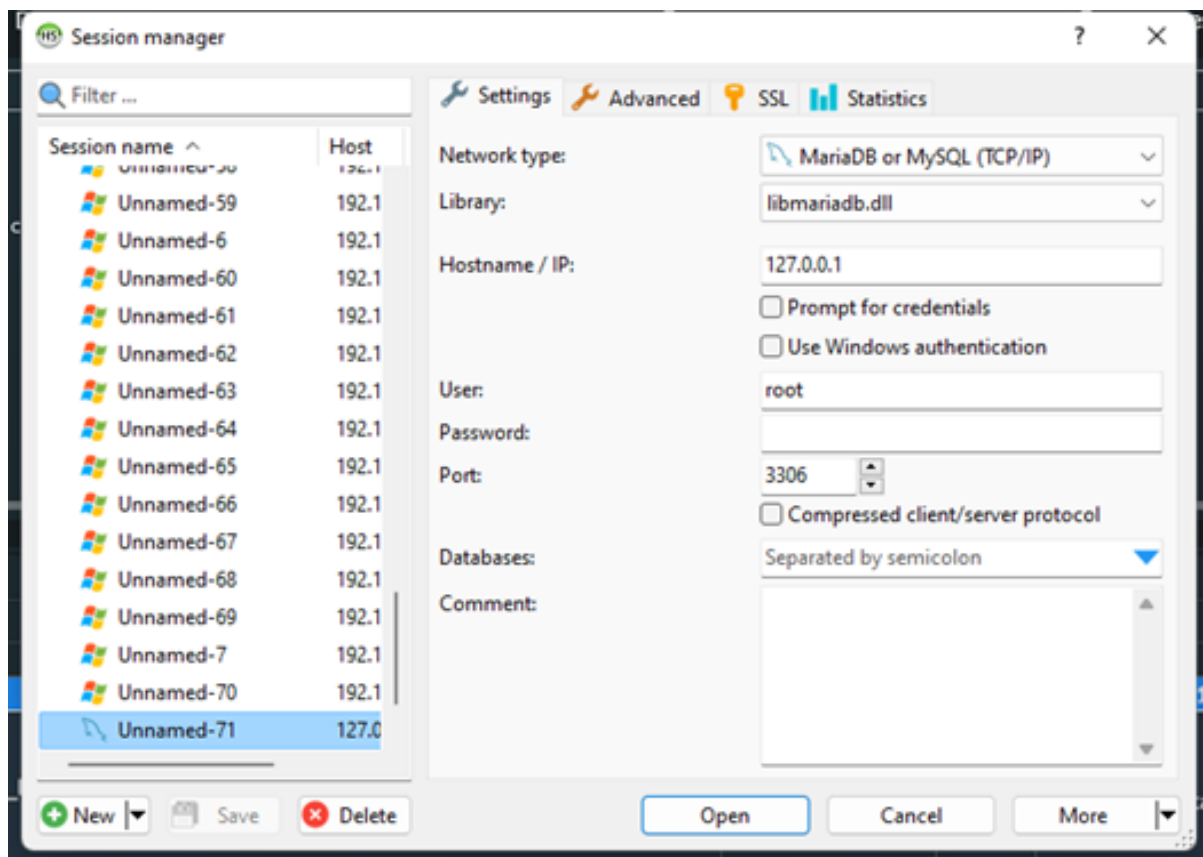 Session manager
?
Filter ...
Settings
Advanced
SSL
Statistics
Session name
Host
192.1
Unnamed-59 192.1
Unnamed-6 192.1
Unnamed-60 192.1
Unnamed-61 192.1
Unnamed-62 192.1
Unnamed-63 192.1
Unnamed-64 192.1
Unnamed-65 192.1
Unnamed-66 192.1
Unnamed-67 192.1
Unnamed-68 192.1
Unnamed-69 192.1
Unnamed-7 192.1
Unnamed-70 192.1
Unnamed-71 127.0
Network type: MariaDB or MySQL (TCP/IP)
Library: libmariadb.dll
Hostname / IP: 127.0.0.1
Prompt for credentials
Use Windows authentication
User: root
Password:
Port: 3306
Compressed client/server protocol
Databases: Separated by semicolon
Comment:
New
Save
Delete
Open
Cancel
More